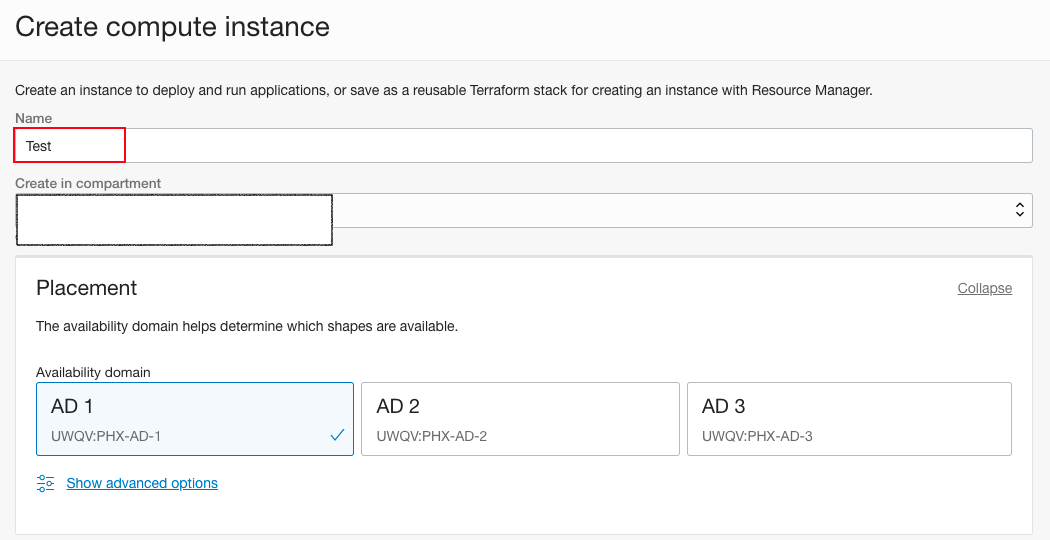 Create compute instance
Create an instance to deploy and run applications, or save as a reusable Terraform stack for creating an instance with Resource Manager.
Name
Test
Create in compartment
Placement
Collapse
The availability domain helps determine which shapes are available.
Availability domain
AD 1
UWQV:PHX-AD-1
AD 2
UWQV:PHX-AD-2
AD 3
UWQV:PHX-AD-3
Show advanced options